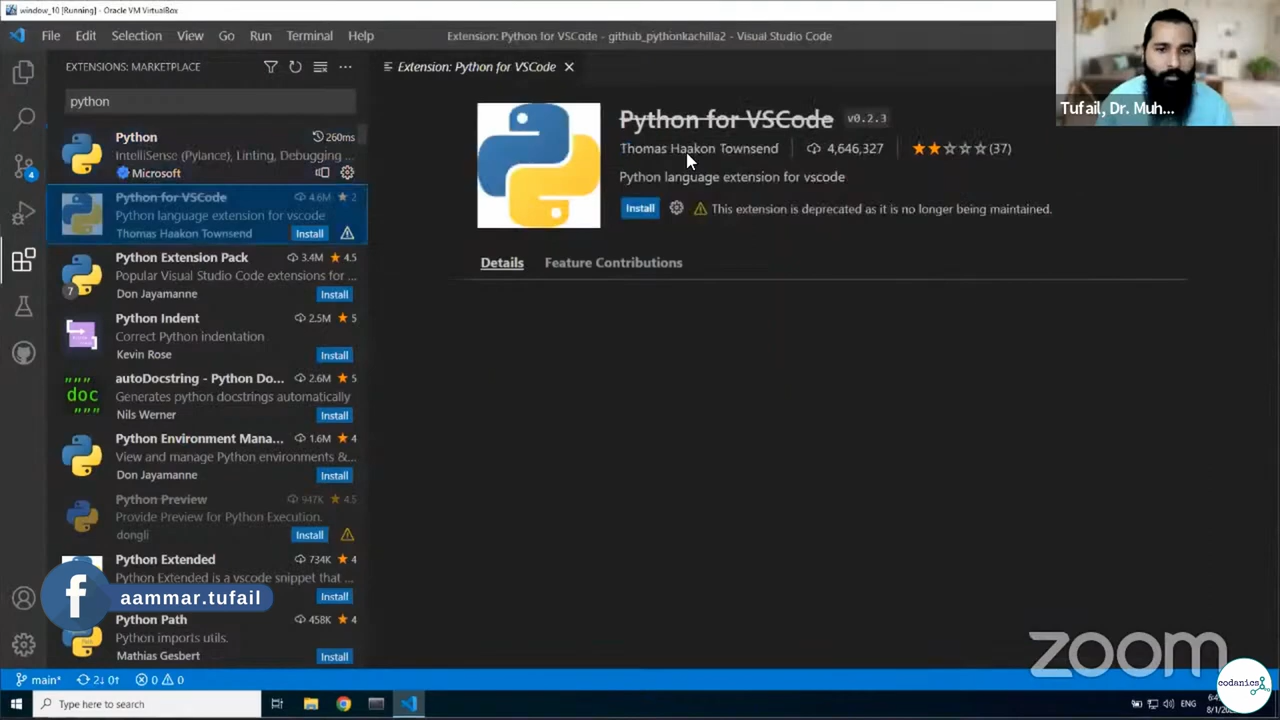 window_10 [Running] - Oracle VM VirtualBox
File Edit Selection View Go Run Terminal Help
Extension: Python for VSCode - github_pythonkachilla2 - Visual Studio Code
EXTENSIONS: MARKETPLACE
python
Python 260ms
IntelliSense (Pylance), Linting, Debugging ...
Microsoft
Python for VSCode 4.6M 2
Python language extension for vscode
Thomas Haakon Townsend Install
Python Extension Pack 3.4M 4.5
Popular Visual Studio Code extensions for ...
Don Jayamanne Install
7
Python Indent 2.5M 5
Correct Python indentation
Kevin Rose Install
autoDocstring - Python Do... 2.6M 5
Generates python docstrings automatically
Nils Werner Install
""" doc """
Python Environment Mana... 1.6M 4
View and manage Python environments &...
Don Jayamanne Install
Python Preview 947K 4.5
Provide Preview for Python Execution.
dongli Install
Python Extended 734K 4
Python Extended is a vscode snippet that ...
Install
Python Path 458K 4
Python imports utils.
Mathias Gesbert Install
4
Extension: Python for VSCode
Python for VSCode v0.2.3
Thomas Haakon Townsend 4,646,327 (37)
Python language extension for vscode
Install This extension is deprecated as it is no longer being maintained.
Details Feature Contributions
Tufail, Dr. Muh...
f aammar.tufail
zoom
codanics
main* 2↓ 0↑ 0 0
Type here to search
ENG